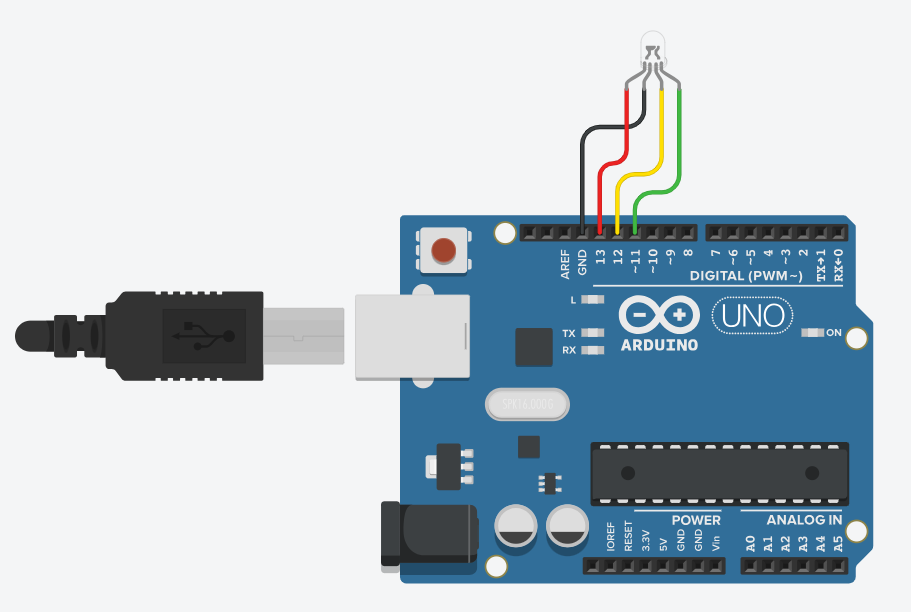 AREF
GND
13
12
~11
~10
~9
8
7
~6
~5
4
~3
2
TX→1
RX←0
DIGITAL (PWM~)
L
TX
RX
ARDUINO
UNO
ON
POWER
ANALOG IN
IOREF
RESET
3.3V
5V
GND
GND
Vin
A0
A1
A2
A3
A4
A5